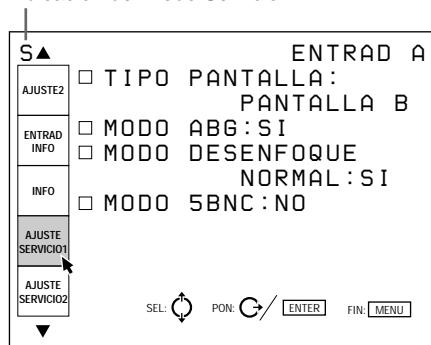 S▲ ENTRAD A
□ TIPO PANTALLA:
PANTALLA B
□ MODO ABG:SI
□ MODO DESENFOQUE
NORMAL:SI
□ MODO 5BNC:NO
AJUSTE2
ENTRAD
INFO
INFO
AJUSTE
SERVICIO1
AJUSTE
SERVICIO2
▼
SEL: PON: / ENTER FIN: MENU